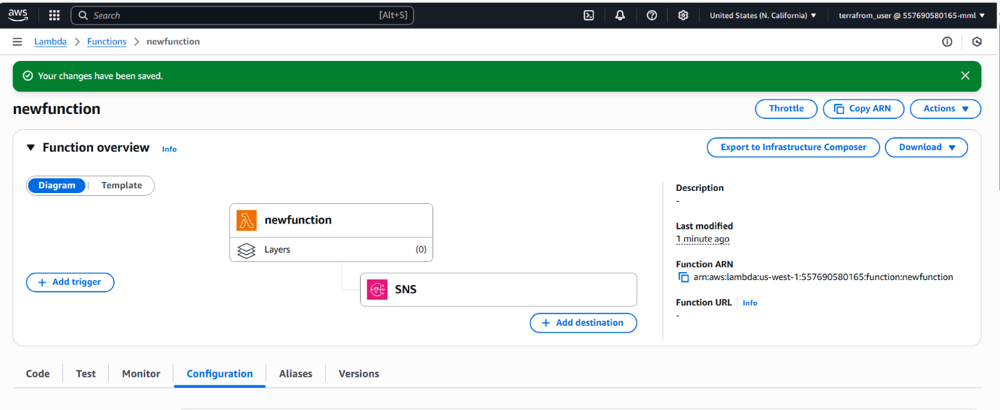 aws
Search [Alt+S]
United States (N. California) terrafrom_user @ 557690580165-mml
Lambda Functions newfunction
Your changes have been saved.
newfunction
Throttle Copy ARN Actions
Function overview Info
Export to Infrastructure Composer Download
Diagram Template
newfunction
Layers (0)
+ Add trigger
SNS
+ Add destination
Description
-
Last modified
1 minute ago
Function ARN
arn:aws:lambda:us-west-1:557690580165:function:newfunction
Function URL Info
-
Code Test Monitor Configuration Aliases Versions